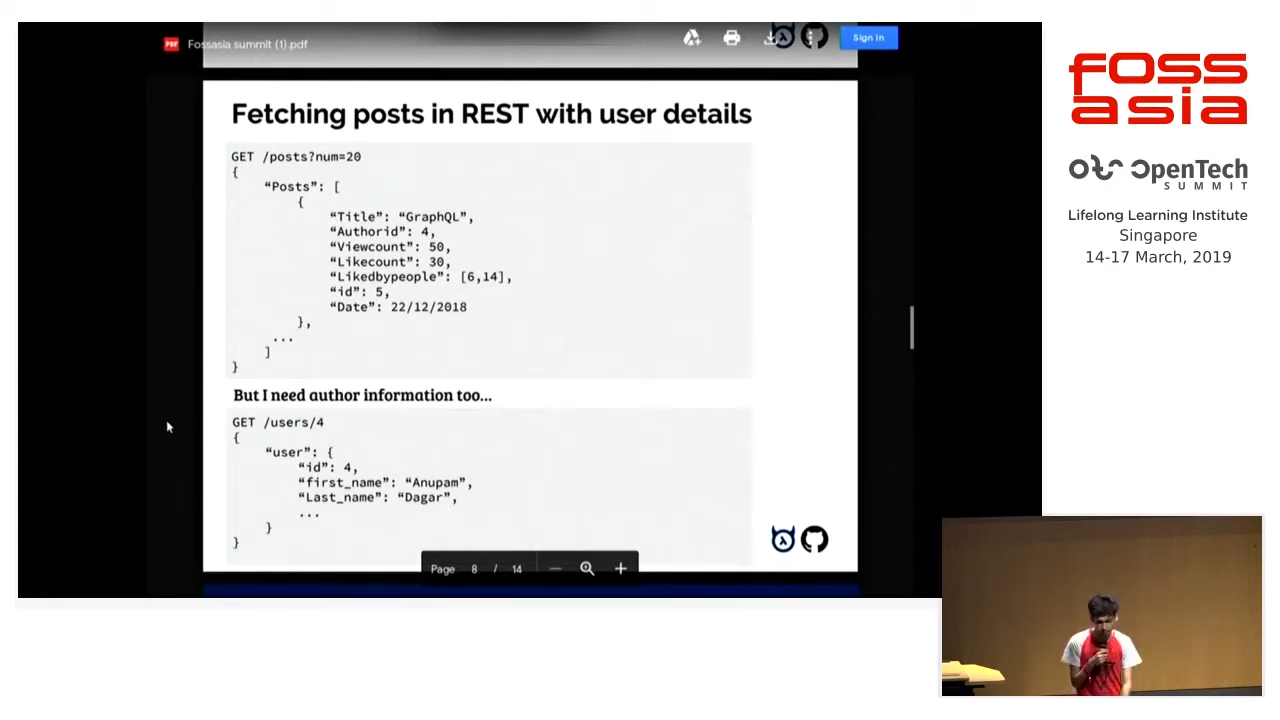 PDF Fossasia summit (1).pdf
Sign in
Fetching posts in REST with user details
GET /posts?num=20
{
“Posts”: [
{
“Title”: “GraphQL”,
“Authorid”: 4,
“Viewcount”: 50,
“Likecount”: 30,
“Likedbypeople”: [6,14],
“id”: 5,
“Date”: 22/12/2018
},
...
]
}
But I need author information too...
GET /users/4
{
“user”: {
“id”: 4,
“first_name”: “Anupam”,
“Last_name”: “Dagar”,
...
}
}
Page 8 / 14
FOSS
asia
OpenTech
SUMMIT
Lifelong Learning Institute
Singapore
14-17 March, 2019